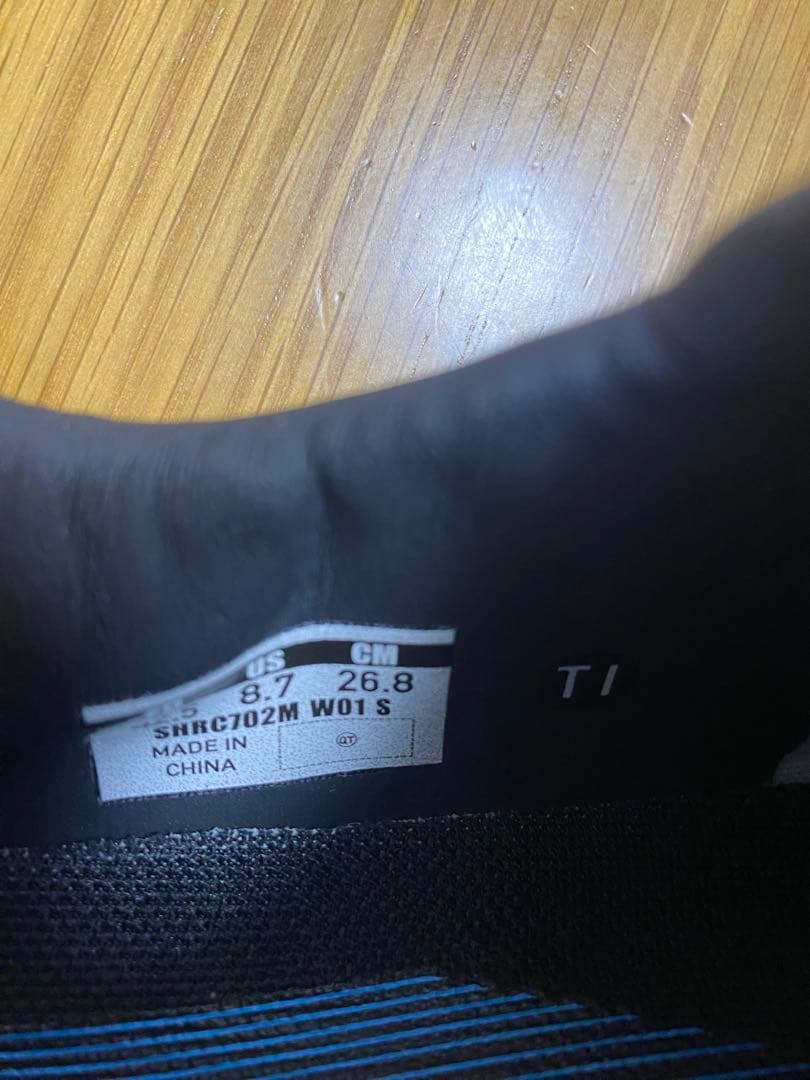 US CM
8.7 26.8
SHRC702M W01 S
MADE IN
CHINA
QT
T I